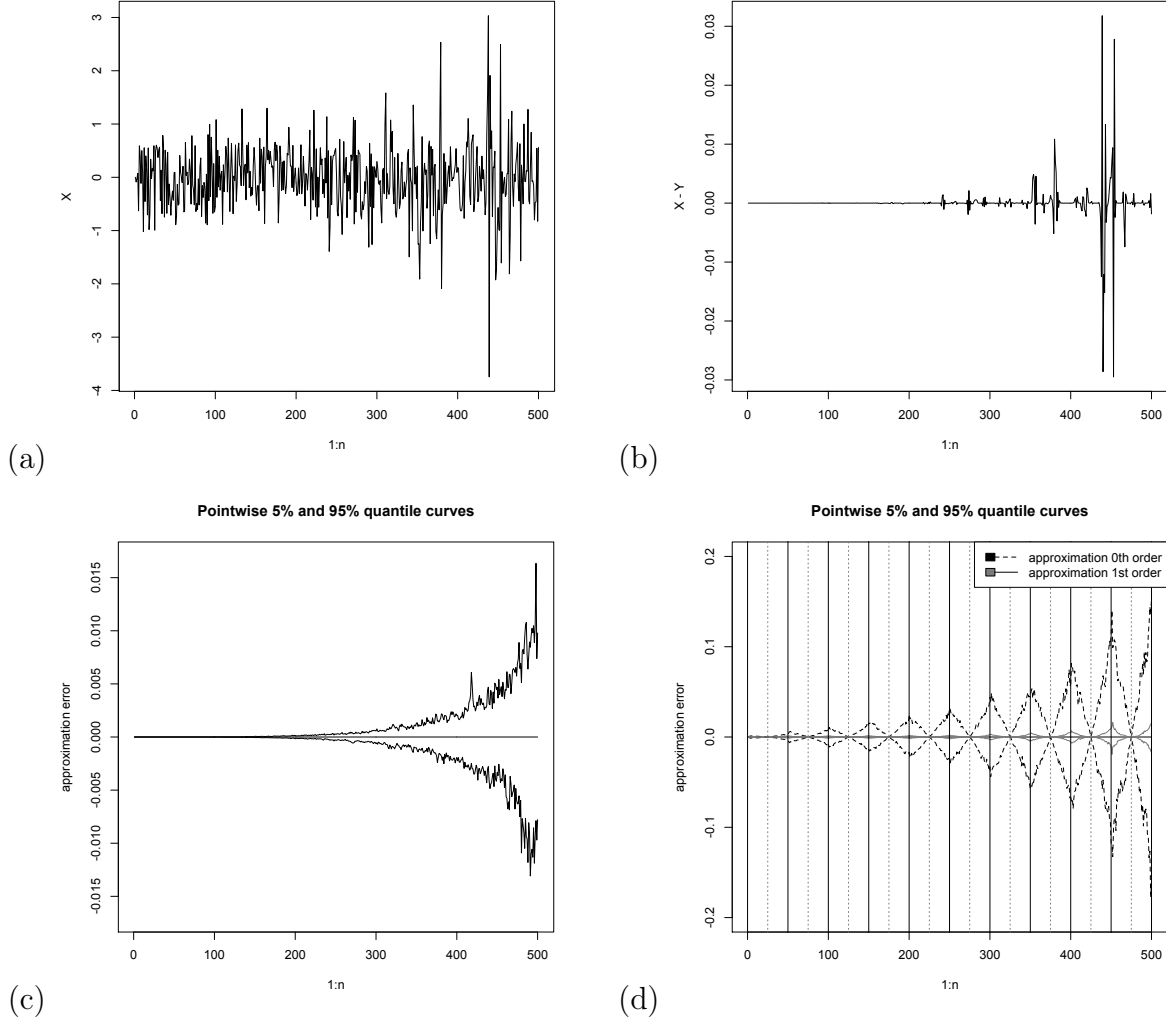 3
2
1
0
-1
-2
-3
-4
X
0 100 200 300 400 500
1:n
(a)
0.03
0.02
0.01
0.00
-0.01
-0.02
-0.03
X - Y
0 100 200 300 400 500
1:n
(b)
Pointwise 5% and 95% quantile curves
0.015
0.010
0.005
0.000
-0.005
-0.010
-0.015
approximation error
0 100 200 300 400 500
1:n
(c)
Pointwise 5% and 95% quantile curves
approximation 0th order
approximation 1st order
0.2
0.1
0.0
-0.1
-0.2
approximation error
0 100 200 300 400 500
1:n
(d)